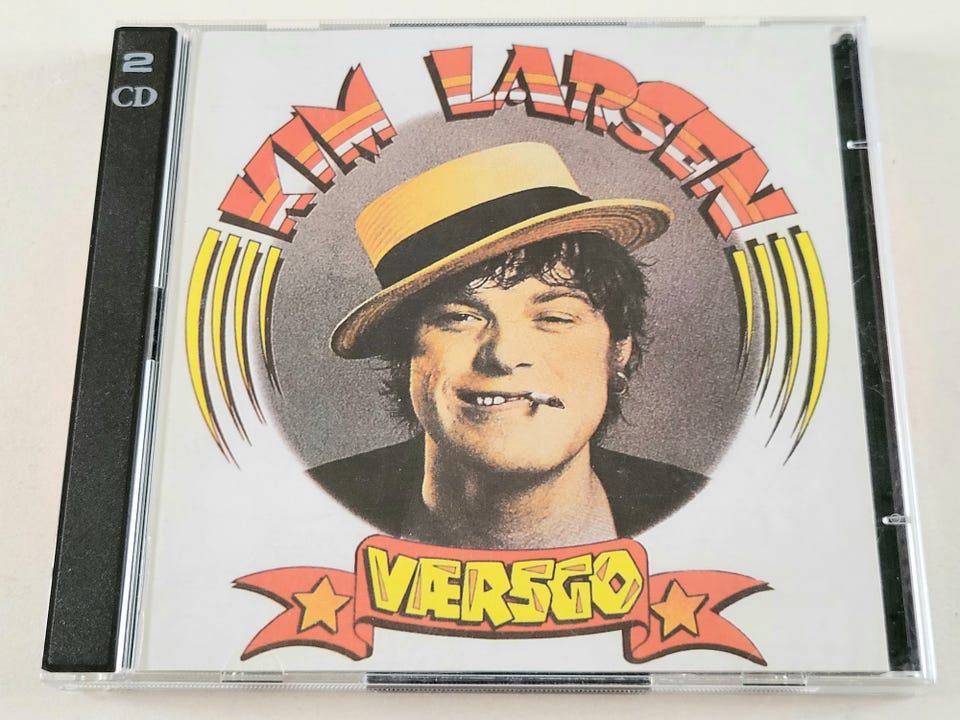 2
CD
KIM LARSEN
VÆRSGO